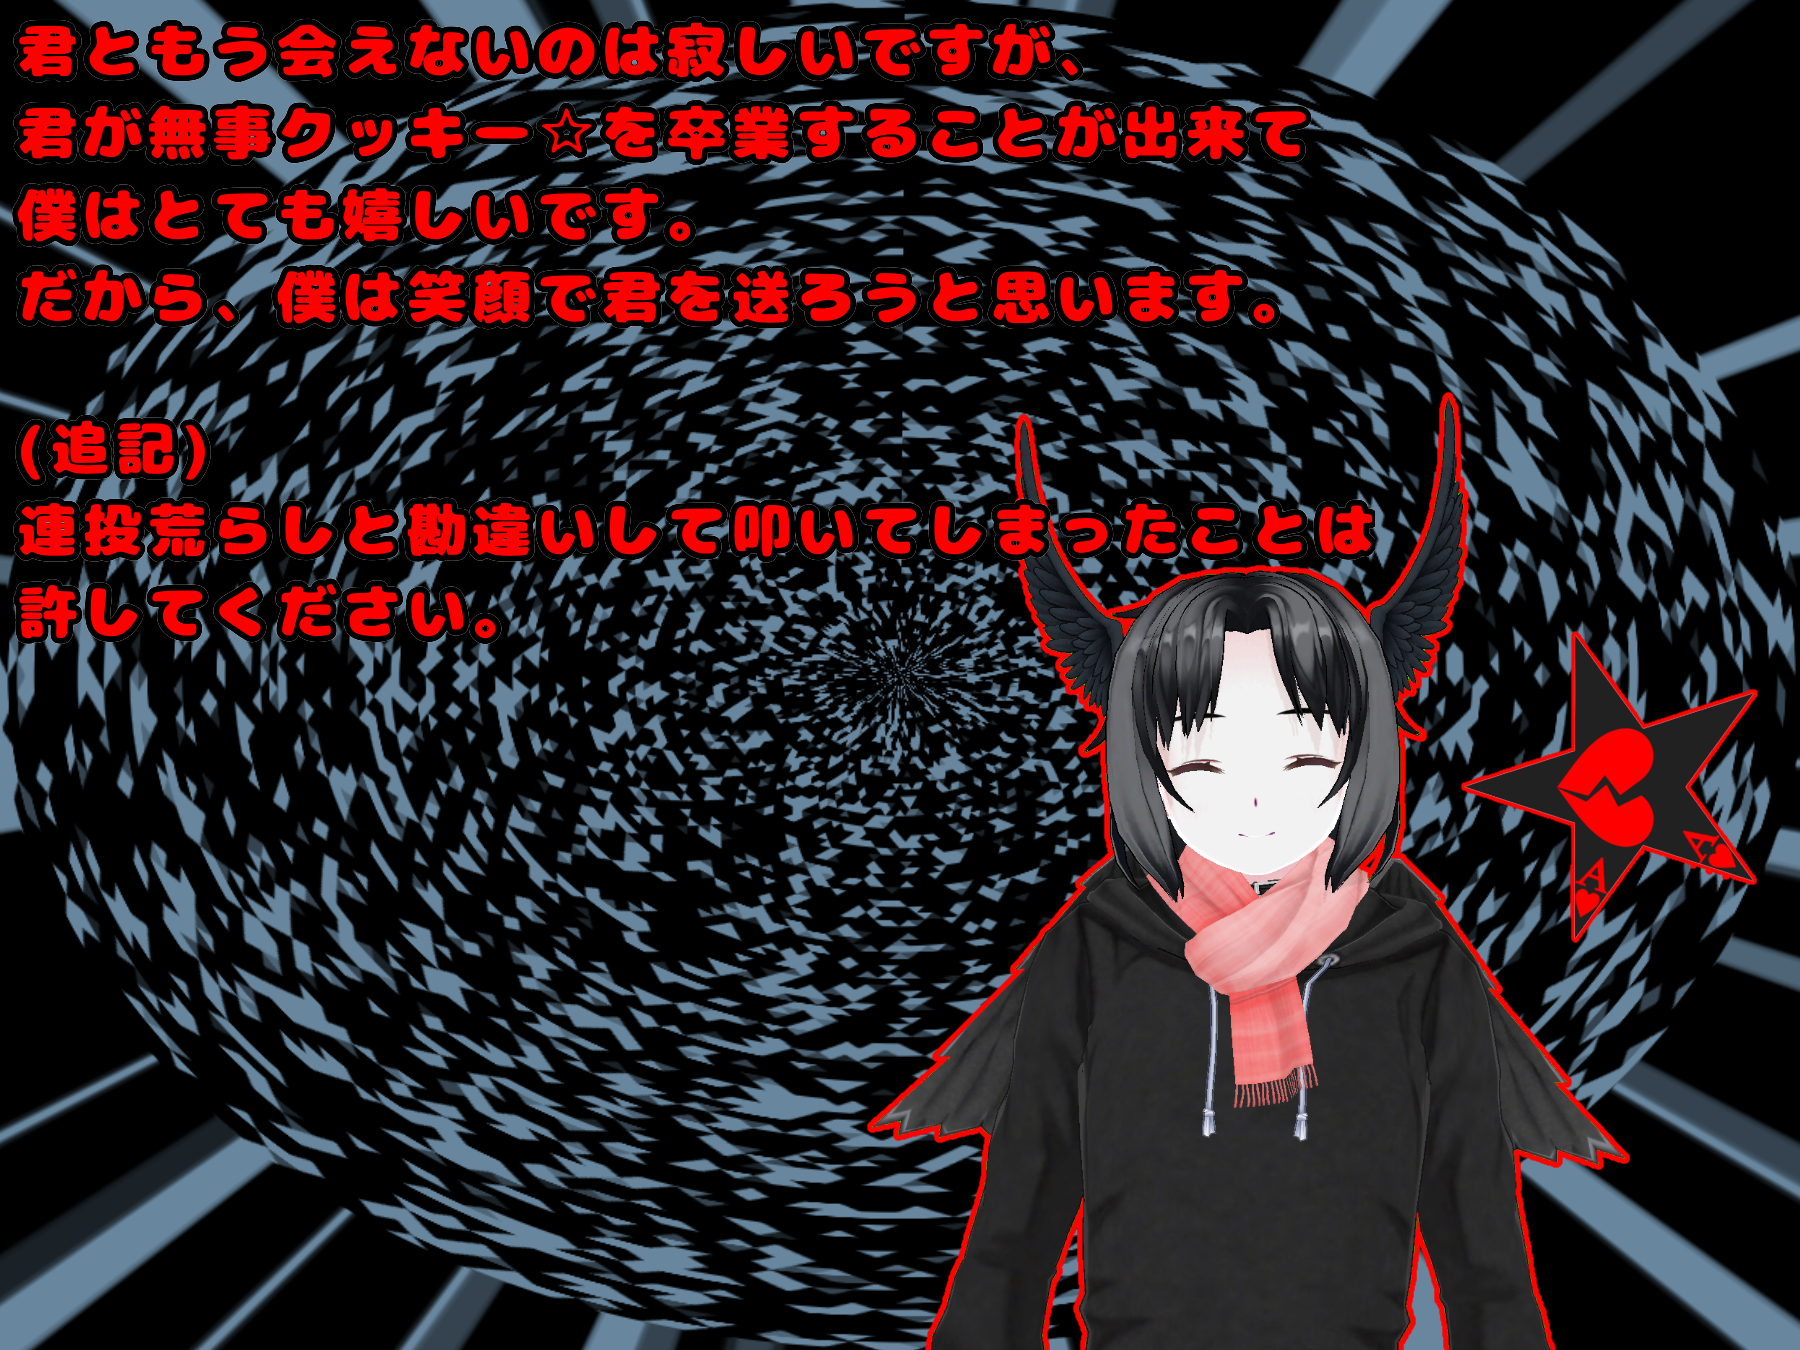 君ともう会えないのは寂しいですが、
君が無事クッキー☆を卒業することが出来て
僕はとても嬉しいです。
だから、僕は笑顔で君を送ろうと思います。
(追記)
連投荒らしと勘違いして叩いてしまったことは
許してください。
A
A